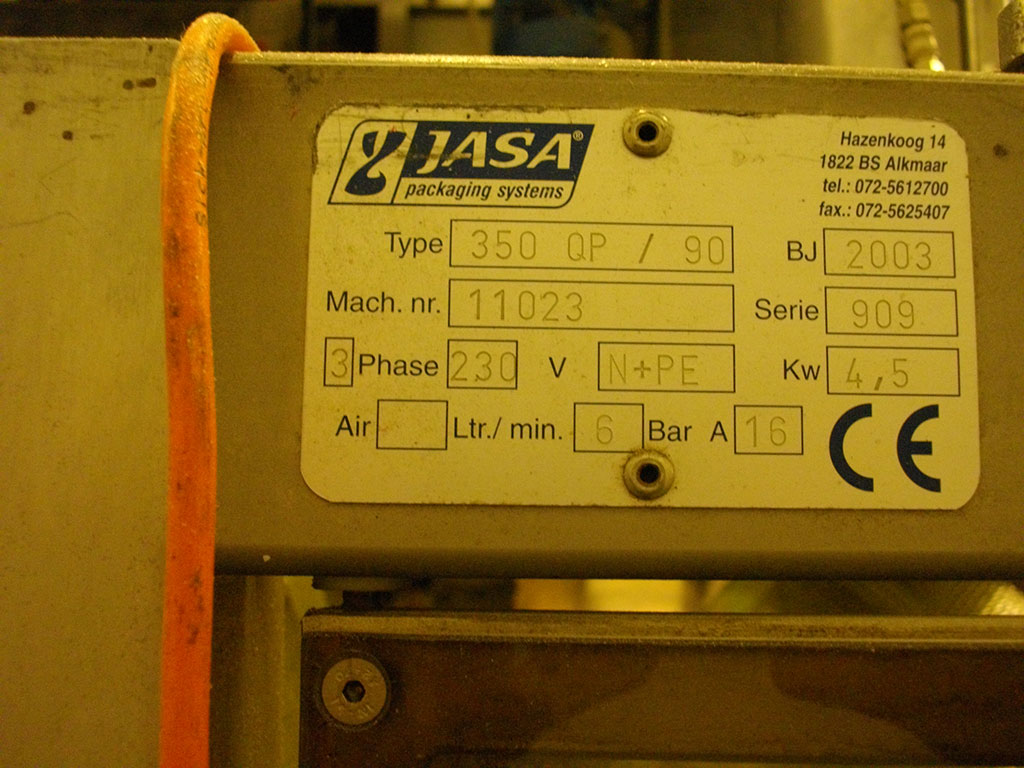 JASA®
packaging systems
Hazenkoog 14
1822 BS Alkmaar
tel.: 072-5612700
fax.: 072-5625407
Type 350 QP / 90 BJ 2003
Mach. nr. 11023 Serie 909
3 Phase 230 V N+PE Kw 4,5
Air Ltr./ min. 6 Bar A 16
CE